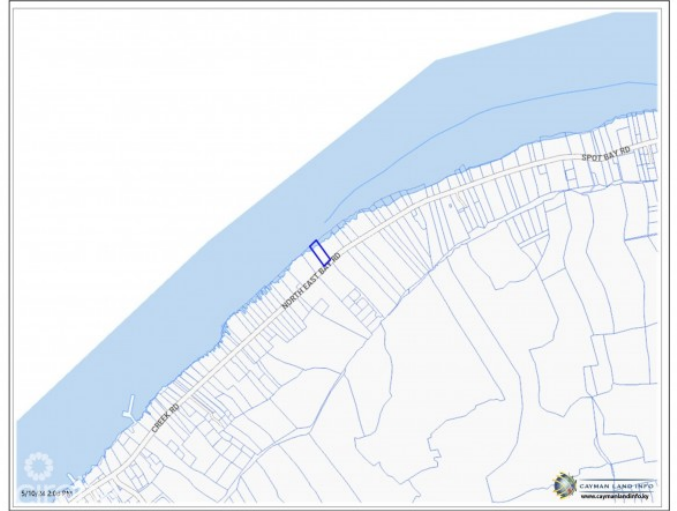 SPOT BAY RD
NORTH EAST BAY RD
CREEK RD
CAYMAN LAND INFO
www.caymanlandinfo.ky